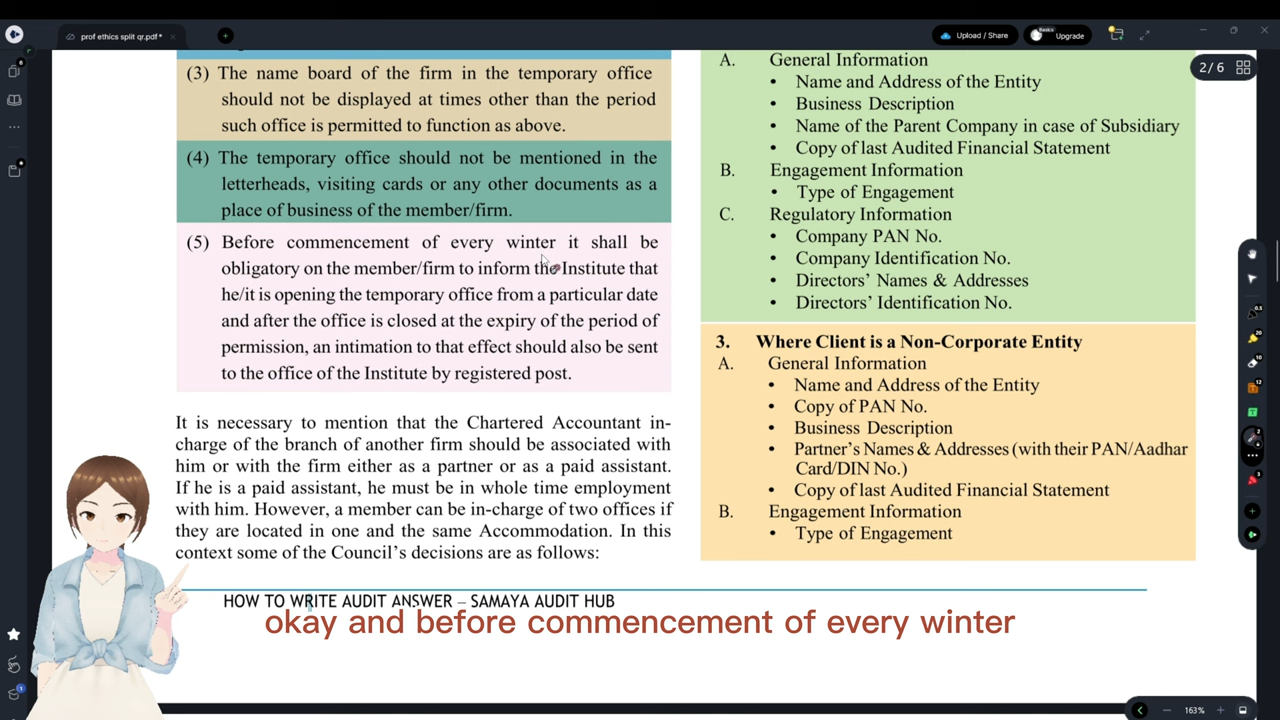 prof ethics split qr.pdf*
Upload / Share
Upgrade
2/6
(3) The name board of the firm in the temporary office
should not be displayed at times other than the period
such office is permitted to function as above.
(4) The temporary office should not be mentioned in the
letterheads, visiting cards or any other documents as a
place of business of the member/firm.
(5) Before commencement of every winter it shall be
obligatory on the member/firm to inform the Institute that
he/it is opening the temporary office from a particular date
and after the office is closed at the expiry of the period of
permission, an intimation to that effect should also be sent
to the office of the Institute by registered post.
It is necessary to mention that the Chartered Accountant in-
charge of the branch of another firm should be associated with
him or with the firm either as a partner or as a paid assistant.
If he is a paid assistant, he must be in whole time employment
with him. However, a member can be in-charge of two offices if
they are located in one and the same Accommodation. In this
context some of the Council's decisions are as follows:
A. General Information
• Name and Address of the Entity
• Business Description
• Name of the Parent Company in case of Subsidiary
• Copy of last Audited Financial Statement
B. Engagement Information
• Type of Engagement
C. Regulatory Information
• Company PAN No.
• Company Identification No.
• Directors' Names & Addresses
• Directors' Identification No.
3. Where Client is a Non-Corporate Entity
A. General Information
• Name and Address of the Entity
• Copy of PAN No.
• Business Description
• Partner's Names & Addresses (with their PAN/Aadhar
Card/DIN No.)
• Copy of last Audited Financial Statement
B. Engagement Information
• Type of Engagement
HOW TO WRITE AUDIT ANSWER – SAMAYA AUDIT HUB
okay and before commencement of every winter
163%